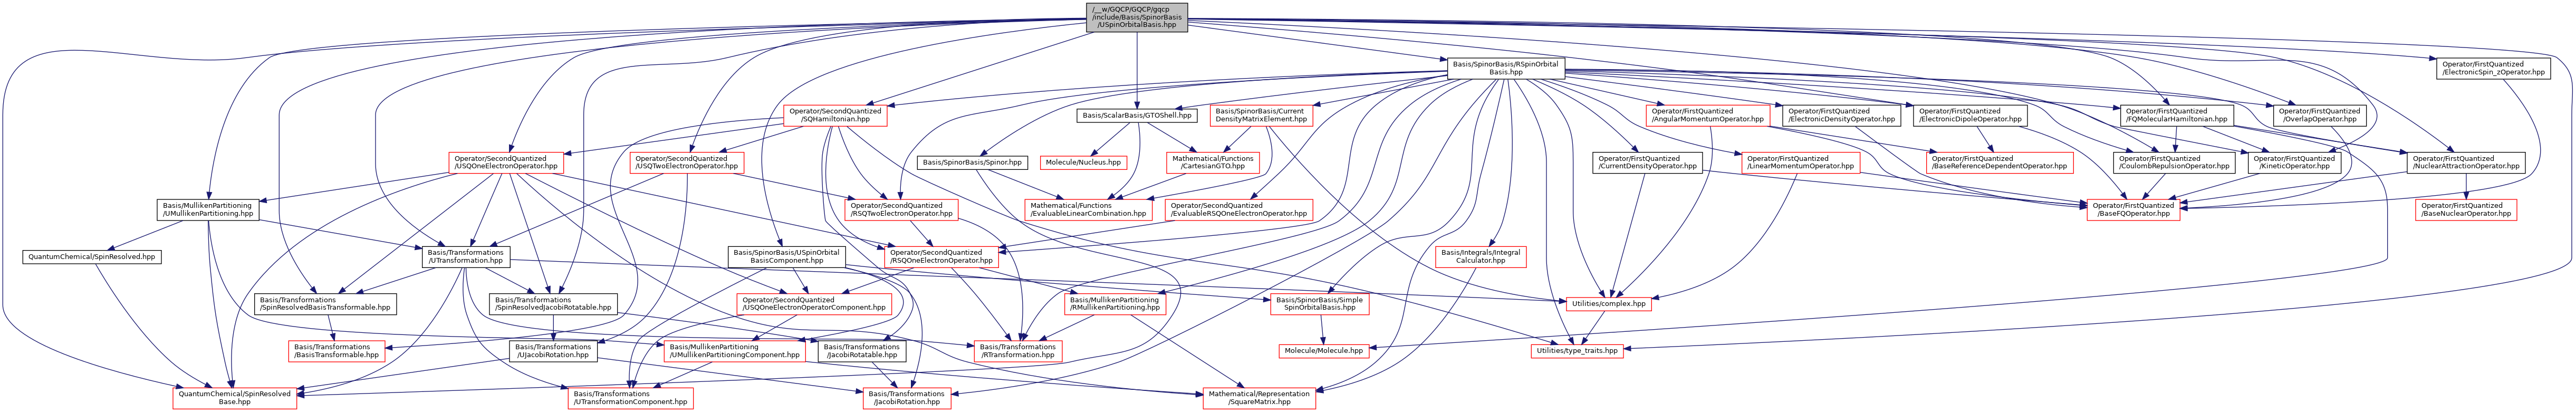 /__w/GQCP/GQCP/gqcp
/include/Basis/SpinorBasis
/USpinOrbitalBasis.hpp
Basis/SpinorBasis/RSpinOrbital
Basis.hpp
Operator/FirstQuantized
/ElectronicSpin_zOperator.hpp
Operator/SecondQuantized
/SQHamiltonian.hpp
Basis/ScalarBasis/GTOShell.hpp
Basis/SpinorBasis/Current
DensityMatrixElement.hpp
Operator/FirstQuantized
/AngularMomentumOperator.hpp
Operator/FirstQuantized
/ElectronicDensityOperator.hpp
Operator/FirstQuantized
/ElectronicDipoleOperator.hpp
Operator/FirstQuantized
/FQMolecularHamiltonian.hpp
Operator/FirstQuantized
/OverlapOperator.hpp
Operator/SecondQuantized
/USQOneElectronOperator.hpp
Operator/SecondQuantized
/USQTwoElectronOperator.hpp
Basis/SpinorBasis/Spinor.hpp
Molecule/Nucleus.hpp
Mathematical/Functions
/CartesianGTO.hpp
Operator/FirstQuantized
/CurrentDensityOperator.hpp
Operator/FirstQuantized
/LinearMomentumOperator.hpp
Operator/FirstQuantized
/BaseReferenceDependentOperator.hpp
Operator/FirstQuantized
/CoulombRepulsionOperator.hpp
Operator/FirstQuantized
/KineticOperator.hpp
Operator/FirstQuantized
/NuclearAttractionOperator.hpp
Basis/MullikenPartitioning
/UMullikenPartitioning.hpp
Operator/SecondQuantized
/RSQTwoElectronOperator.hpp
Mathematical/Functions
/EvaluableLinearCombination.hpp
Operator/SecondQuantized
/EvaluableRSQOneElectronOperator.hpp
Operator/FirstQuantized
/BaseFQOperator.hpp
Operator/FirstQuantized
/BaseNuclearOperator.hpp
QuantumChemical/SpinResolved.hpp
Basis/Transformations
/UTransformation.hpp
Basis/SpinorBasis/USpinOrbital
BasisComponent.hpp
Operator/SecondQuantized
/RSQOneElectronOperator.hpp
Basis/Integrals/Integral
Calculator.hpp
Basis/Transformations
/SpinResolvedBasisTransformable.hpp
Basis/Transformations
/SpinResolvedJacobiRotatable.hpp
Operator/SecondQuantized
/USQOneElectronOperatorComponent.hpp
Basis/MullikenPartitioning
/RMullikenPartitioning.hpp
Basis/SpinorBasis/Simple
SpinOrbitalBasis.hpp
Utilities/complex.hpp
Basis/Transformations
/BasisTransformable.hpp
Basis/Transformations
/UJacobiRotation.hpp
Basis/MullikenPartitioning
/UMullikenPartitioningComponent.hpp
Basis/Transformations
/JacobiRotatable.hpp
Basis/Transformations
/RTransformation.hpp
Molecule/Molecule.hpp
Utilities/type_traits.hpp
QuantumChemical/SpinResolved
Base.hpp
Basis/Transformations
/UTransformationComponent.hpp
Basis/Transformations
/JacobiRotation.hpp
Mathematical/Representation
/SquareMatrix.hpp